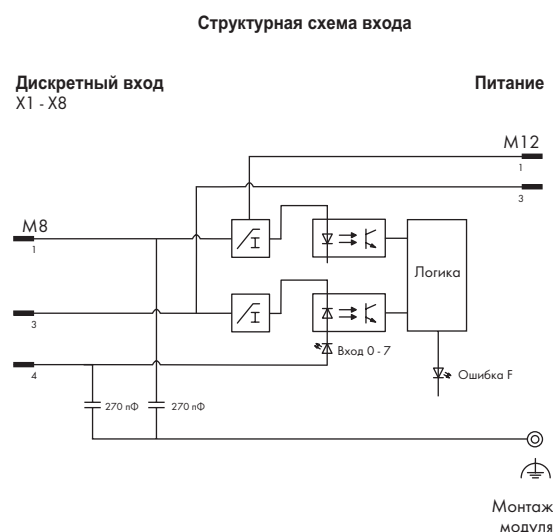 Структурная схема входа
Дискретный вход
X1 - X8
Питание
M12
1
3
M8
1
3
4
Логика
Вход 0 - 7
Ошибка F
270 пФ
270 пФ
Монтаж
модуля